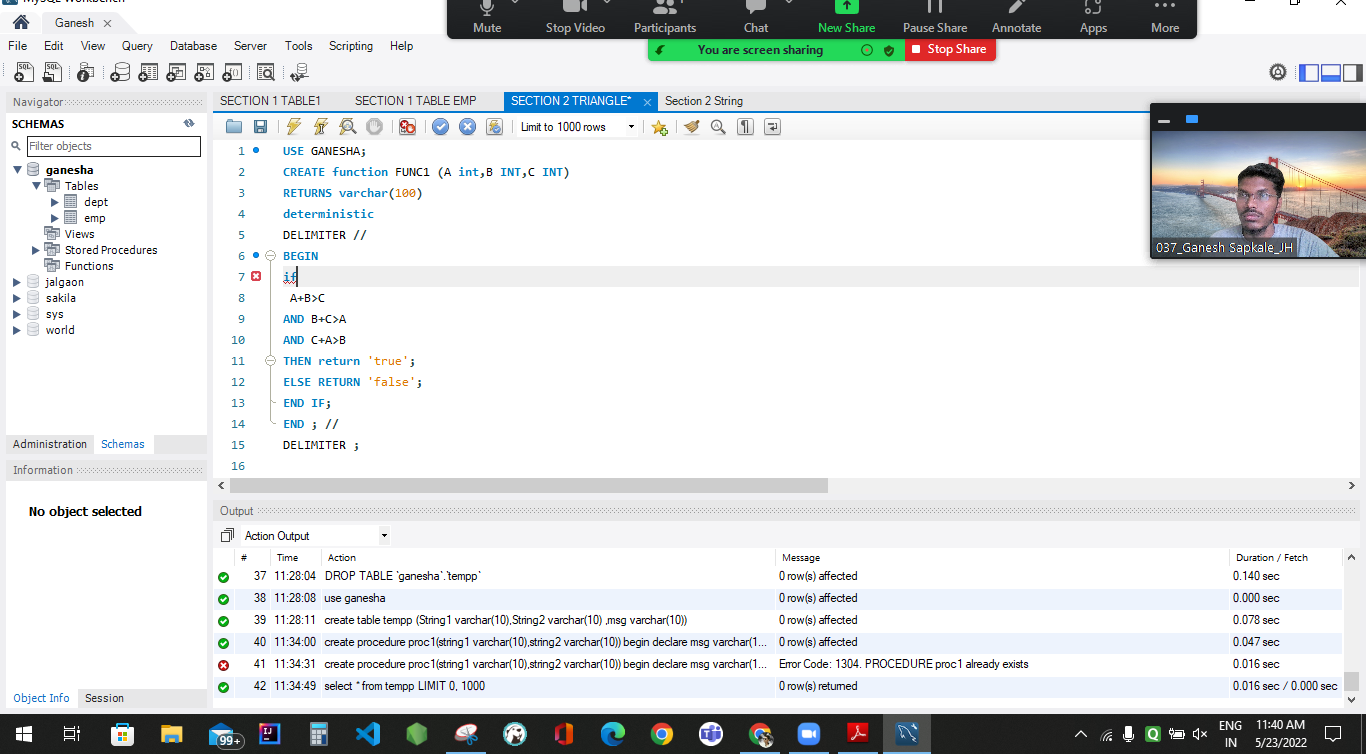 MySQL Workbench
Ganesh
File Edit View Query Database Server Tools Scripting Help
Mute Stop Video Participants Chat New Share Pause Share Annotate Apps More
You are screen sharing Stop Share
Navigator
SCHEMAS
Filter objects
ganesha
Tables
dept
emp
Views
Stored Procedures
Functions
jalgaon
sakila
sys
world
Administration Schemas
Information
No object selected
Object Info Session
SECTION 1 TABLE1 SECTION 1 TABLE EMP SECTION 2 TRIANGLE* Section 2 String
Limit to 1000 rows
1 USE GANESHA;
2 CREATE function FUNC1 (A int,B INT,C INT)
3 RETURNS varchar(100)
4 deterministic
5 DELIMITER //
6 BEGIN
7 if
8 A+B>C
9 AND B+C>A
10 AND C+A>B
11 THEN return 'true';
12 ELSE RETURN 'false';
13 END IF;
14 END ; //
15 DELIMITER ;
16
037_Ganesh Sapkale_JH
Output
Action Output
# Time Action Message Duration / Fetch
37 11:28:04 DROP TABLE `ganesha`.`tempp` 0 row(s) affected 0.140 sec
38 11:28:08 use ganesha 0 row(s) affected 0.000 sec
39 11:28:11 create table tempp (String1 varchar(10),String2 varchar(10) ,msg varchar(10)) 0 row(s) affected 0.078 sec
40 11:34:00 create procedure proc1(string1 varchar(10),string2 varchar(10)) begin declare msg varchar(1... 0 row(s) affected 0.047 sec
41 11:34:31 create procedure proc1(string1 varchar(10),string2 varchar(10)) begin declare msg varchar(1... Error Code: 1304. PROCEDURE proc1 already exists 0.016 sec
42 11:34:49 select * from tempp LIMIT 0, 1000 0 row(s) returned 0.016 sec / 0.000 sec
99+
ENG
IN
11:40 AM
5/23/2022